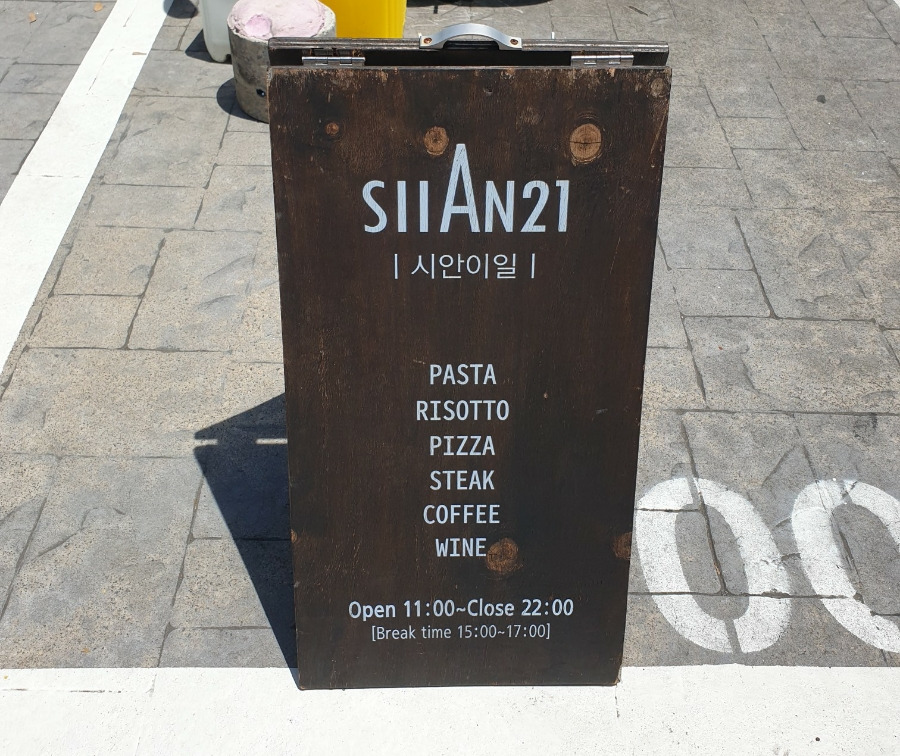 SIIAN21
| 시안이일 |
PASTA
RISOTTO
PIZZA
STEAK
COFFEE
WINE
Open 11:00~Close 22:00
[Break time 15:00~17:00]
00